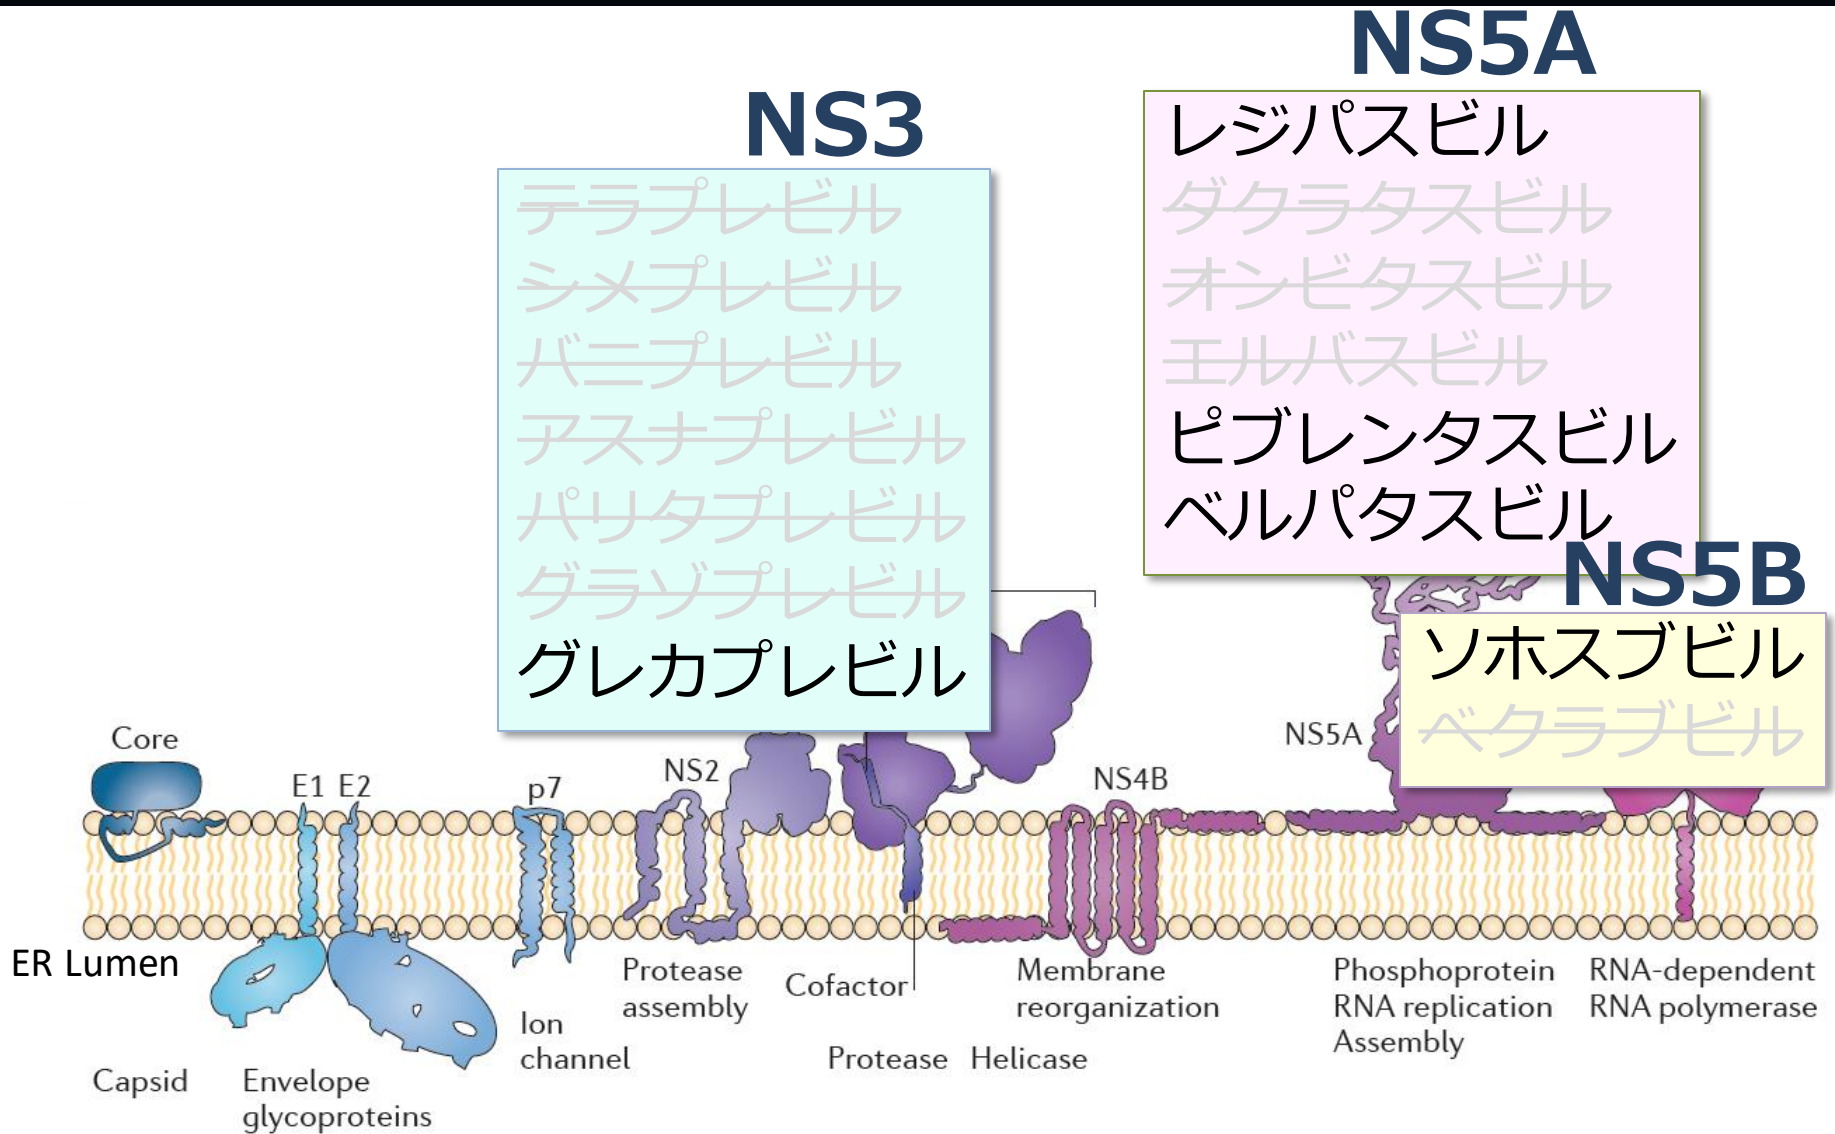 NS5A
NS3
レジパスビル
ダクラタスビル
オンビタスビル
エルバスビル
ピブレンタスビル
ベルパタスビル
テラプレビル
シメプレビル
バニプレビル
アスナプレビル
パリタプレビル
グラゾプレビル
グレカプレビル
NS5B
ソホスブビル
ベクラブビル
Core
E1 E2
p7
NS2
NS4B
NS5A
ER Lumen
Capsid
Envelope
glycoproteins
Ion
channel
Protease
assembly
Cofactor
Protease Helicase
Membrane
reorganization
Phosphoprotein
RNA replication
Assembly
RNA-dependent
RNA polymerase